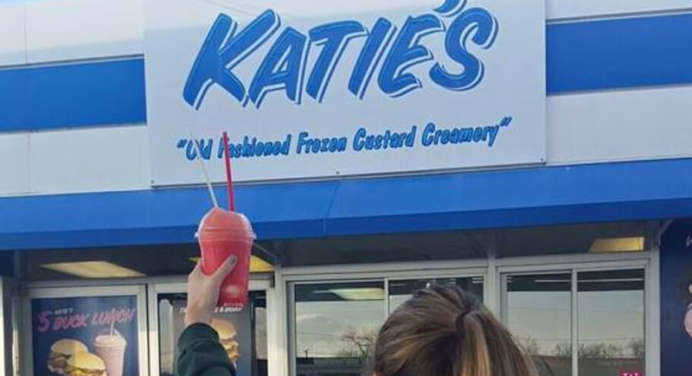 KATIE'S
"Old Fashioned Frozen Custard Creamery"
5 BUCK LUNCH